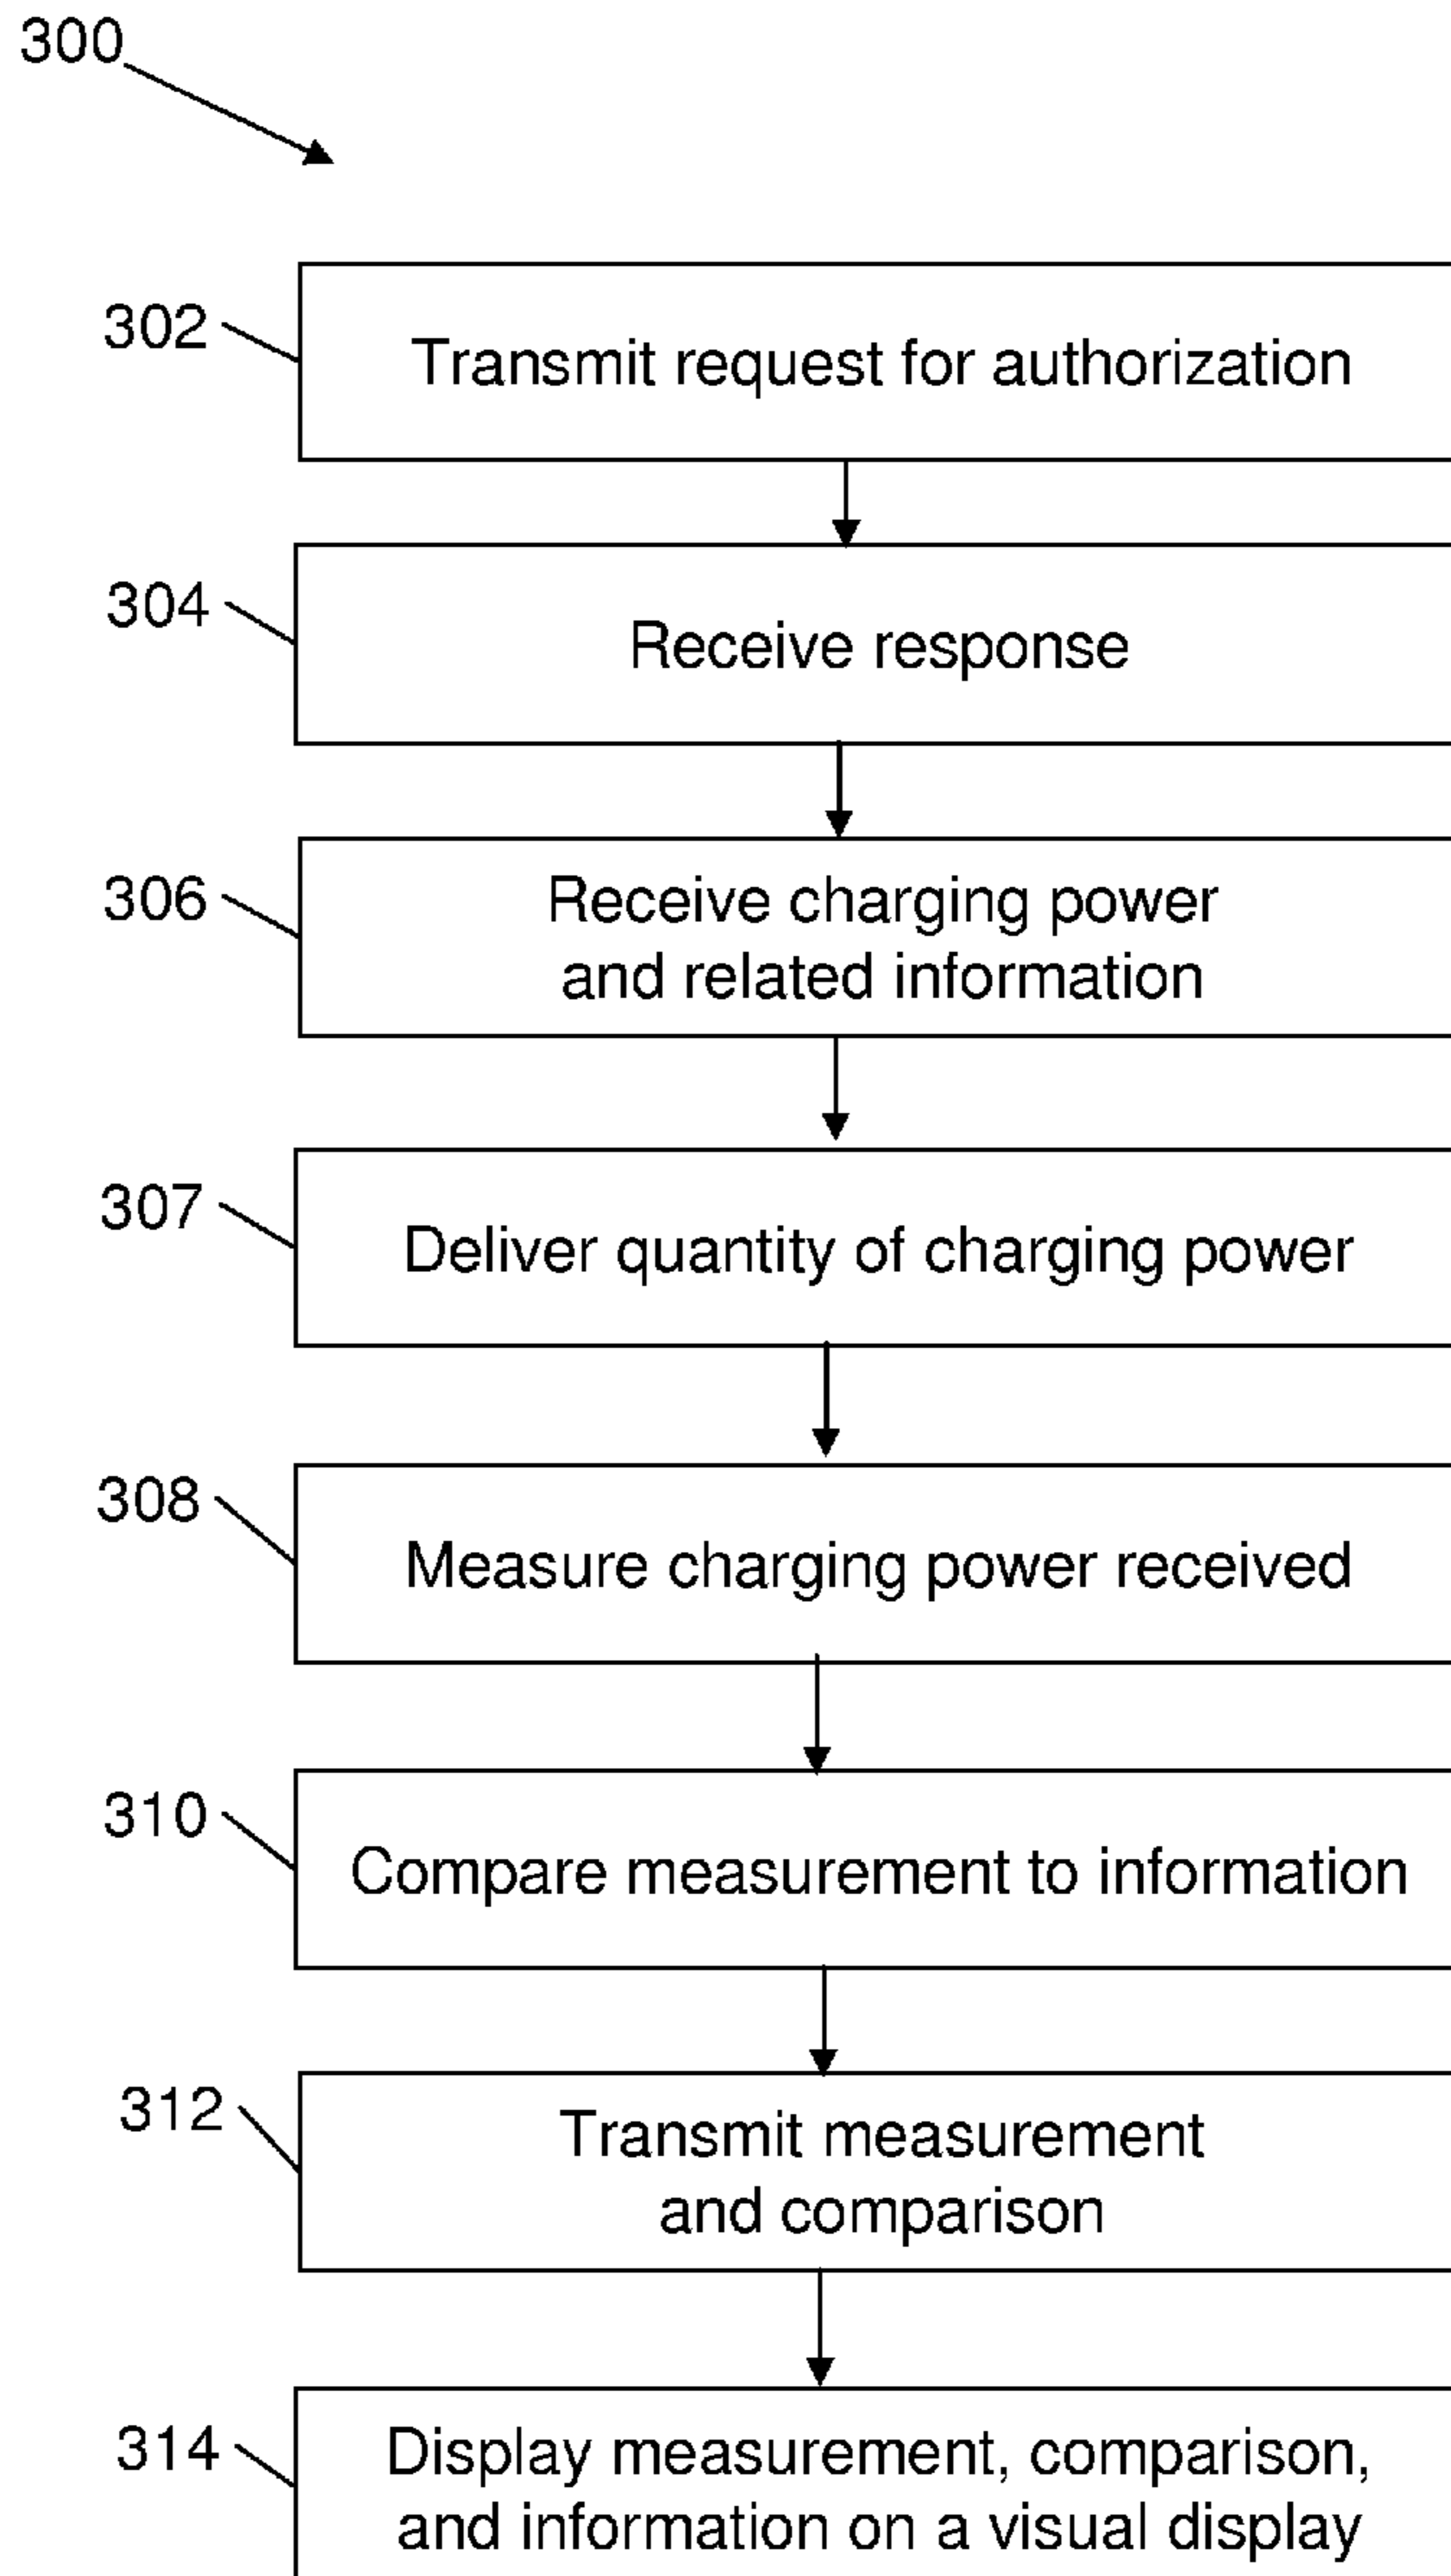 300
302
Transmit request for authorization
304
Receive response
306
Receive charging power
and related information
307
Deliver quantity of charging power
308
Measure charging power received
310
Compare measurement to information
312
Transmit measurement
and comparison
314
Display measurement, comparison,
and information on a visual display